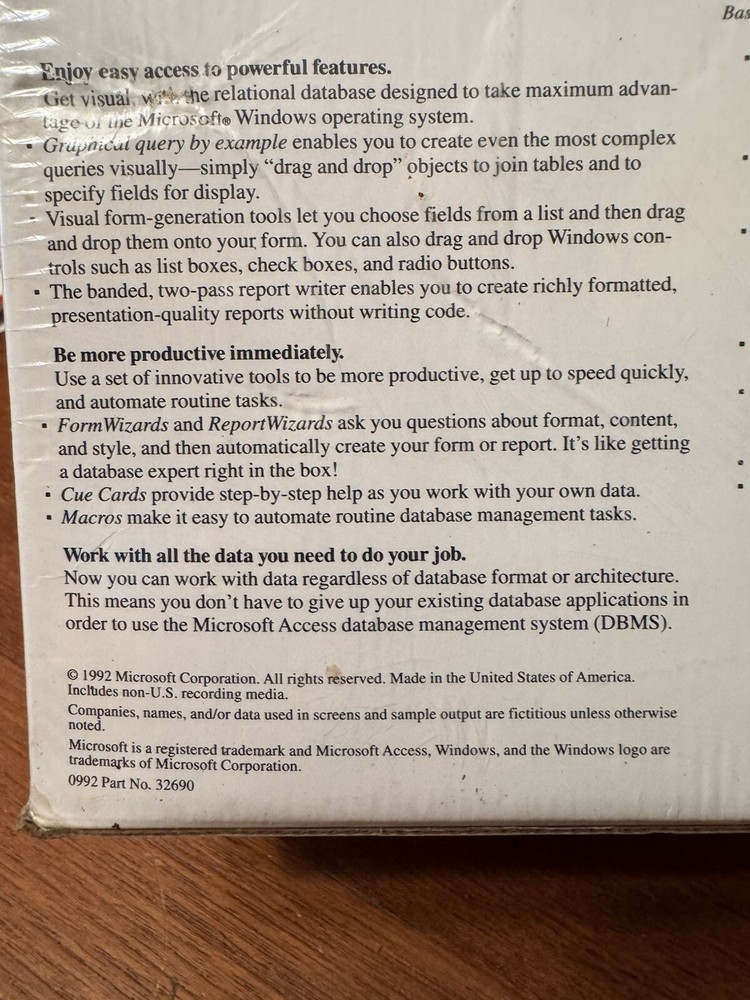 Bas
Enjoy easy access to powerful features.
Get visual, with the relational database designed to take maximum advan-
tage of the Microsoft® Windows operating system.
▪ Graphical query by example enables you to create even the most complex
queries visually—simply “drag and drop” objects to join tables and to
specify fields for display.
▪ Visual form-generation tools let you choose fields from a list and then drag
and drop them onto your form. You can also drag and drop Windows con-
trols such as list boxes, check boxes, and radio buttons.
▪ The banded, two-pass report writer enables you to create richly formatted,
presentation-quality reports without writing code.
Be more productive immediately.
Use a set of innovative tools to be more productive, get up to speed quickly,
and automate routine tasks.
▪ FormWizards and ReportWizards ask you questions about format, content,
and style, and then automatically create your form or report. It’s like getting
a database expert right in the box!
▪ Cue Cards provide step-by-step help as you work with your own data.
▪ Macros make it easy to automate routine database management tasks.
Work with all the data you need to do your job.
Now you can work with data regardless of database format or architecture.
This means you don’t have to give up your existing database applications in
order to use the Microsoft Access database management system (DBMS).
© 1992 Microsoft Corporation. All rights reserved. Made in the United States of America.
Includes non-U.S. recording media.
Companies, names, and/or data used in screens and sample output are fictitious unless otherwise
noted.
Microsoft is a registered trademark and Microsoft Access, Windows, and the Windows logo are
trademarks of Microsoft Corporation.
0992 Part No. 32690